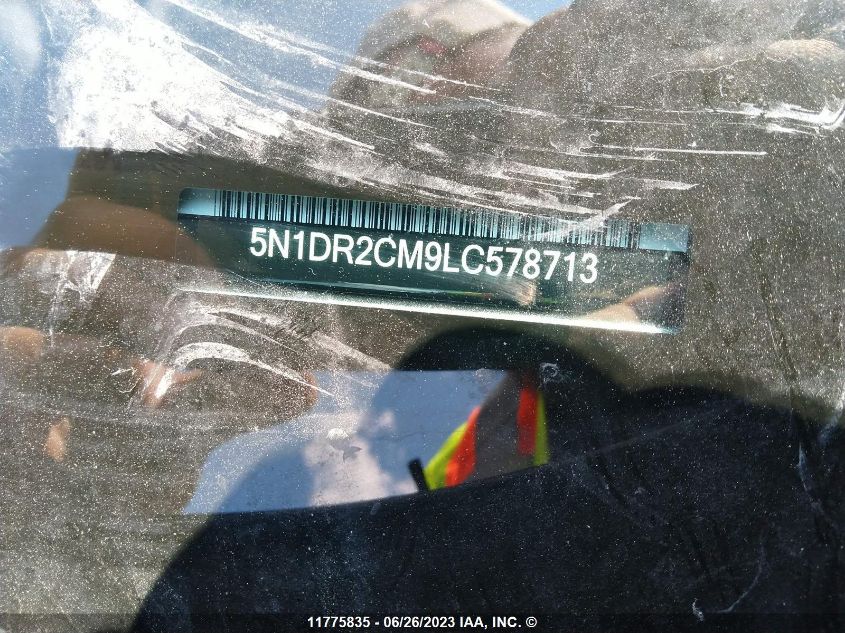 5N1DR2CM9LC578713
11775835 - 06/26/2023 IAA, INC. ©